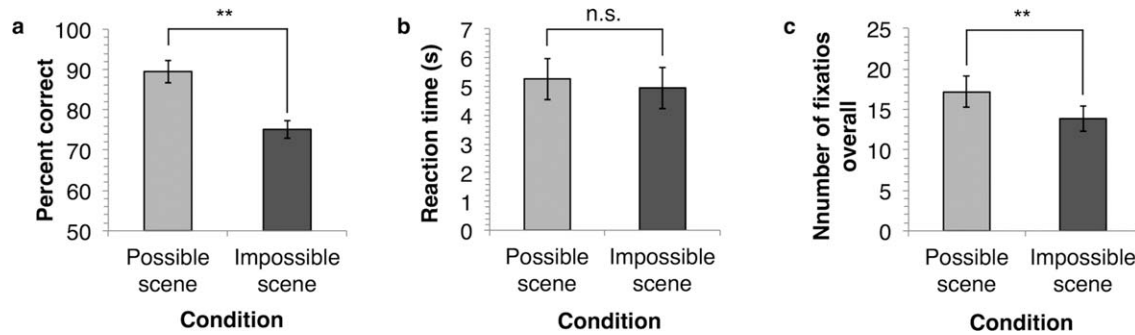 a
**
Percent correct
100
90
80
70
60
50
Possible scene
Impossible scene
Condition
b
n.s.
Reaction time (s)
7
6
5
4
3
2
1
0
Possible scene
Impossible scene
Condition
c
**
Nnumber of fixatios
overall
25
20
15
10
5
0
Possible scene
Impossible scene
Condition